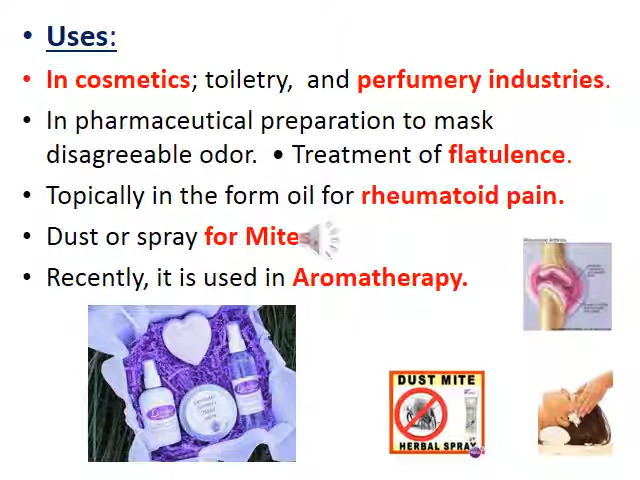 • Uses:
• In cosmetics; toiletry, and perfumery industries.
• In pharmaceutical preparation to mask
disagreeable odor. • Treatment of flatulence.
• Topically in the form oil for rheumatoid pain.
• Dust or spray for Mites.
• Recently, it is used in Aromatherapy.
DUST MITE
HERBAL SPRAY